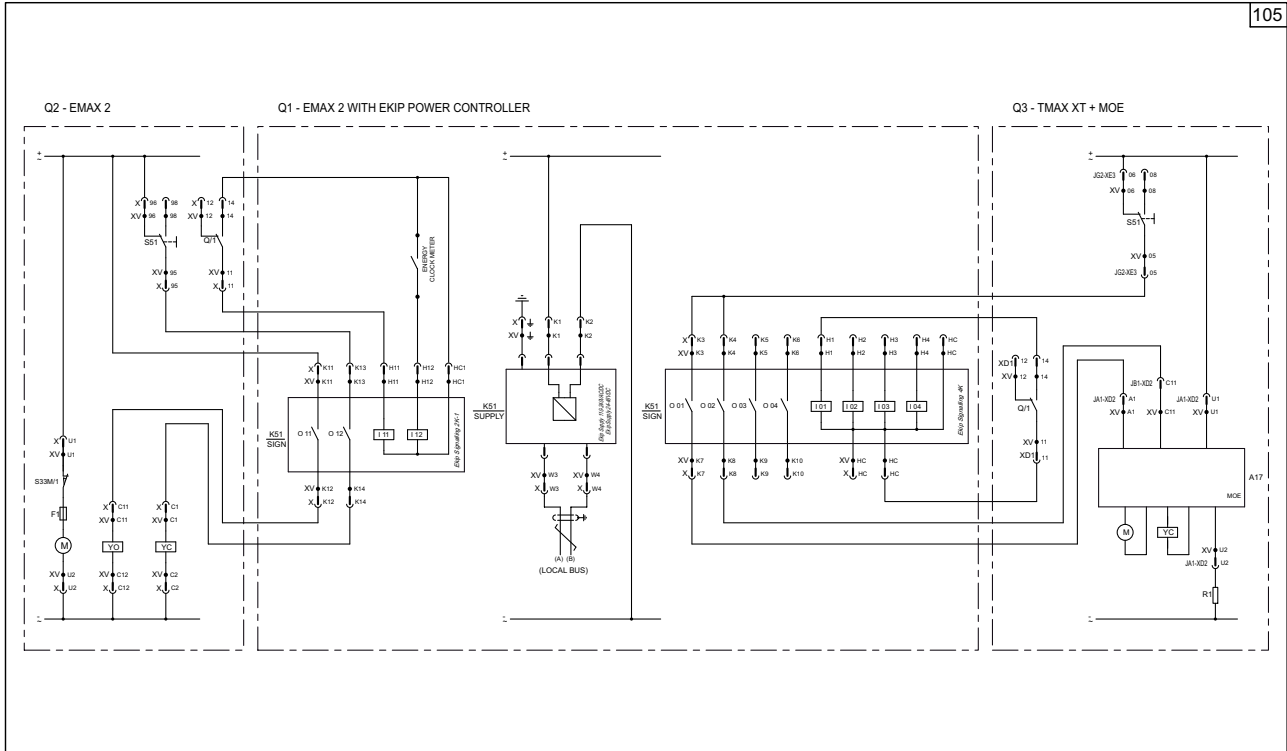 105
Q2 - EMAX 2
Q1 - EMAX 2 WITH EKIP POWER CONTROLLER
Q3 - TMAX XT + MOE
+
-
+
-
+
-
JG2-XE3 06 08
XV 06 08
S51
XV 05
JG2-XE3 05
X 96 98 X 12 14
XV 96 98 XV 12 14
S51 Q/1
XV 95 XV 11
X 95 X 11
ENERGY
CLOCK METER
X K1 K2
XV K1 K2
X K11 K13 H11 H12 HC1
XV K11 K13 H11 H12 HC1
K51
SIGN
O 11 O 12 I 11 I 12
Ekip Signalling 2K-1
XV K12 K14
X K12 K14
K51
SUPPLY
XV W3 XV W4
X W3 X W4
(A) (B)
(LOCAL BUS)
X K3 K4 K5 K6 H1 H2 H3 H4 HC
XV K3 K4 K5 K6 H1 H2 H3 H4 HC
K51
SIGN
O 01 O 02 O 03 O 04 I 01 I 02 I 03 I 04
Ekip Signalling 4K
XV K7 K8 K9 K10 XV HC HC
X K7 K8 K9 K10 X HC HC
XD1 12 14
XV 12 14
Q/1
XV 11
XD1 11
JB1-XD2 C11
JA1-XD2 A1 JA1-XD2 U1
XV A1 XV C11 XV U1
A17
MOE
M YC
XV U2
JA1-XD2 U2
R1
X U1
XV U1
S33M/1
F1
M
XV U2
X U2
X C11 X C1
XV C11 XV C1
YO YC
XV C12 XV C2
X C12 X C2
-
-
-